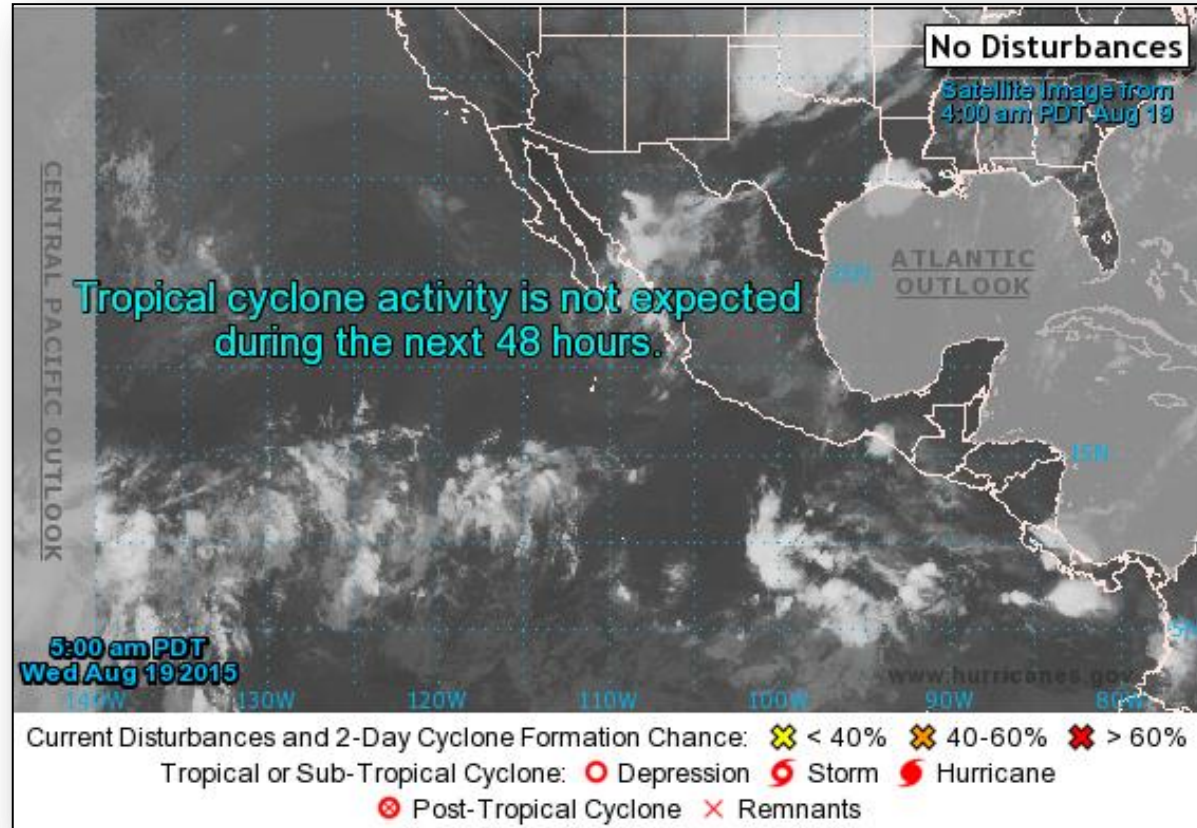 No Disturbances
Satellite Image from
4:00 am PDT Aug 19
CENTRAL PACIFIC OUTLOOK
ATLANTIC
OUTLOOK
Tropical cyclone activity is not expected
during the next 48 hours.
15N
5:00 am PDT
Wed Aug 19 2015
www.hurricanes.gov
140W 130W 120W 110W 100W 90W 80W
Current Disturbances and 2-Day Cyclone Formation Chance: < 40% 40-60% > 60%
Tropical or Sub-Tropical Cyclone: Depression Storm Hurricane
Post-Tropical Cyclone Remnants